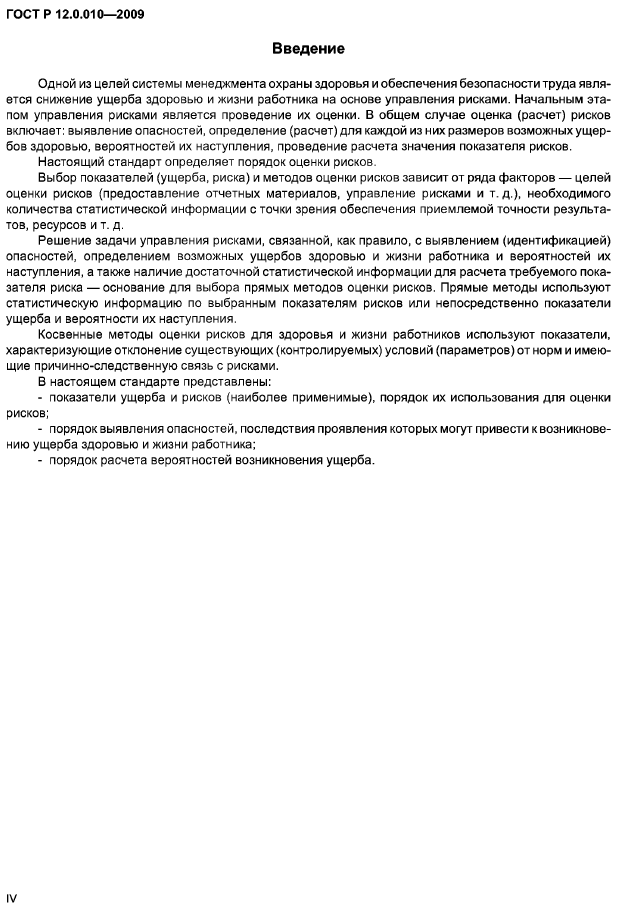 ГОСТ Р 12.0.010—2009
Введение
Одной из целей системы менеджмента охраны здоровья и обеспечения безопасности труда явля-
ется снижение ущерба здоровью и жизни работника на основе управления рисками. Начальным эта-
пом управления рисками является проведение их оценки. В общем случае оценка (расчет) рисков
включает: выявление опасностей, определение (расчет) для каждой из них размеров возможных ущер-
бов здоровью, вероятностей их наступления, проведение расчета значения показателя рисков.
Настоящий стандарт определяет порядок оценки рисков.
Выбор показателей (ущерба, риска) и методов оценки рисков зависит от ряда факторов — целей
оценки рисков (предоставление отчетных материалов, управление рисками и т. д.), необходимого
количества статистической информации с точки зрения обеспечения приемлемой точности результа-
тов, ресурсов и т. д.
Решение задачи управления рисками, связанной, как правило, с выявлением (идентификацией)
опасностей, определением возможных ущербов здоровью и жизни работника и вероятностей их
наступления, а также наличие достаточной статистической информации для расчета требуемого пока-
зателя риска — основание для выбора прямых методов оценки рисков. Прямые методы используют
статистическую информацию по выбранным показателям рисков или непосредственно показатели
ущерба и вероятности их наступления.
Косвенные методы оценки рисков для здоровья и жизни работников используют показатели,
характеризующие отклонение существующих (контролируемых) условий (параметров) от норм и имею-
щие причинно-следственную связь с рисками.
В настоящем стандарте представлены:
- показатели ущерба и рисков (наиболее применимые), порядок их использования для оценки
рисков;
- порядок выявления опасностей, последствия проявления которых могут привести к возникнове-
нию ущерба здоровью и жизни работника;
- порядок расчета вероятностей возникновения ущерба.
IV